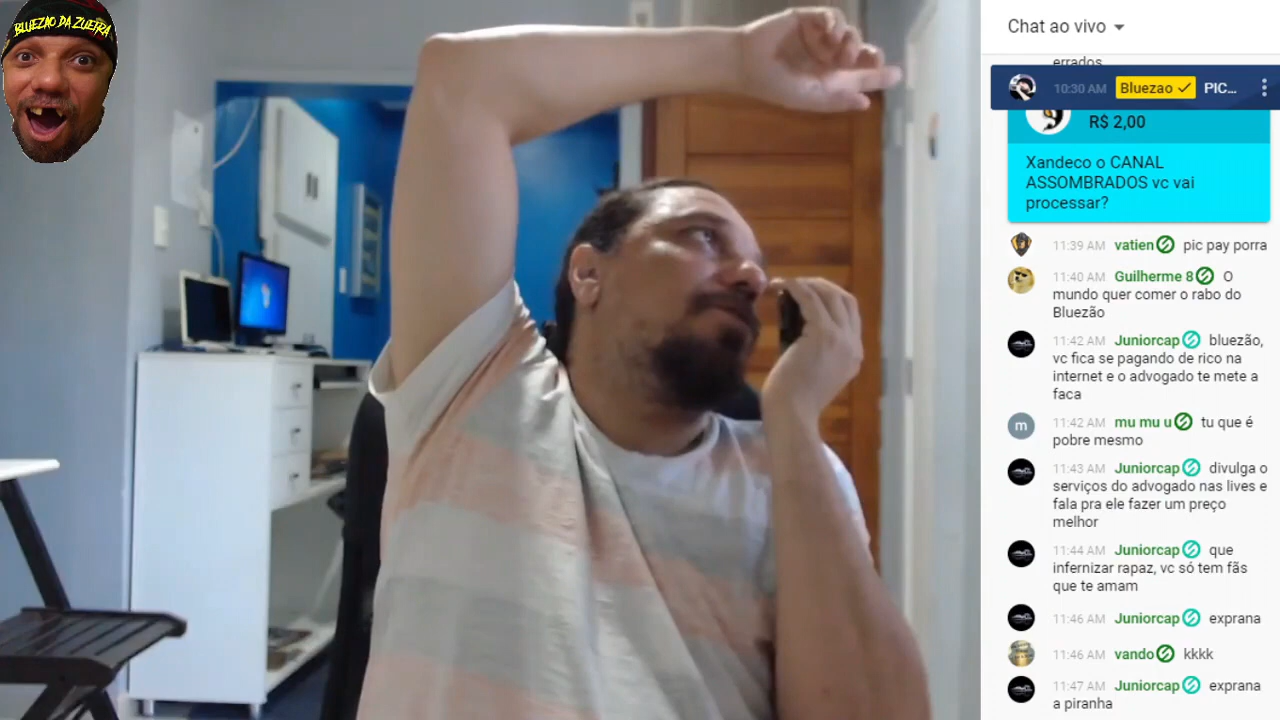 BLUEZAO DA ZUEIRA
Chat ao vivo
errados
10:30 AM Bluezao PIC...
R$ 2,00
Xandeco o CANAL
ASSOMBRADOS vc vai
processar?
11:39 AM vatien pic pay porra
11:40 AM Guilherme 8 O
mundo quer comer o rabo do
Bluezão
11:42 AM Juniorcap bluezão,
vc fica se pagando de rico na
internet e o advogado te mete a
faca
m 11:42 AM mu mu u tu que é
pobre mesmo
11:43 AM Juniorcap divulga o
serviços do advogado nas lives e
fala pra ele fazer um preço
melhor
11:44 AM Juniorcap que
infernizar rapaz, vc só tem fãs
que te amam
11:46 AM Juniorcap exprana
11:46 AM vando kkkk
11:47 AM Juniorcap exprana
a piranha